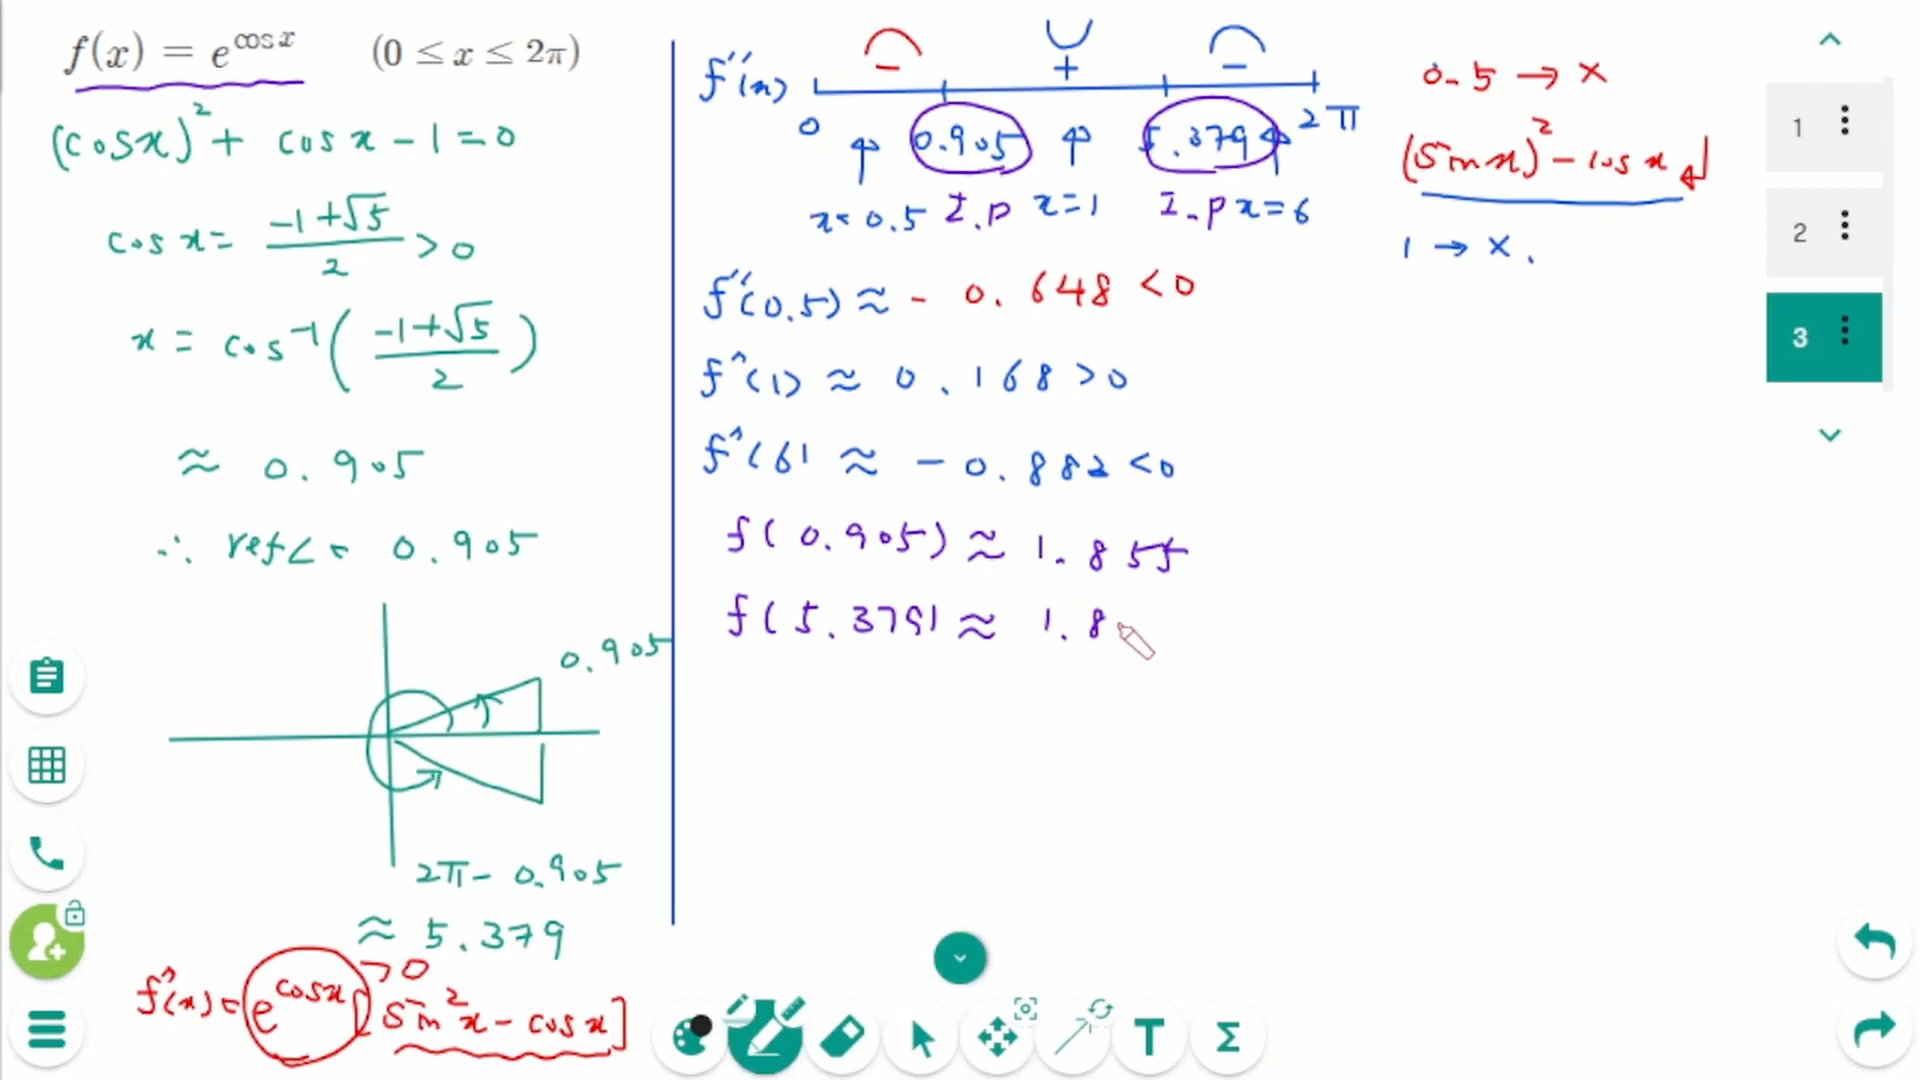 f(x) = e^{cos x}   (0 ≤ x ≤ 2π)
(cos x)² + cos x - 1 = 0
cos x = (-1+√5)/2 > 0
x = cos⁻¹((-1+√5)/2)
≈ 0.905
∴ ref∠ = 0.905
0.905
2π - 0.905
≈ 5.379
f''(x) = e^{cos x} [sin²x - cos x]
> 0
f''(x) - + -
0 0.905 5.379 2π
x = 0.5 I.P x = 1 I.P x = 6
f''(0.5) ≈ - 0.648 < 0
f''(1) ≈ 0.168 > 0
f''(6) ≈ - 0.882 < 0
f(0.905) ≈ 1.855
f(5.379) ≈ 1.8
0.5 → x
(sin x)² - cos x ↲
1 → x.
1
2
3
T
Σ